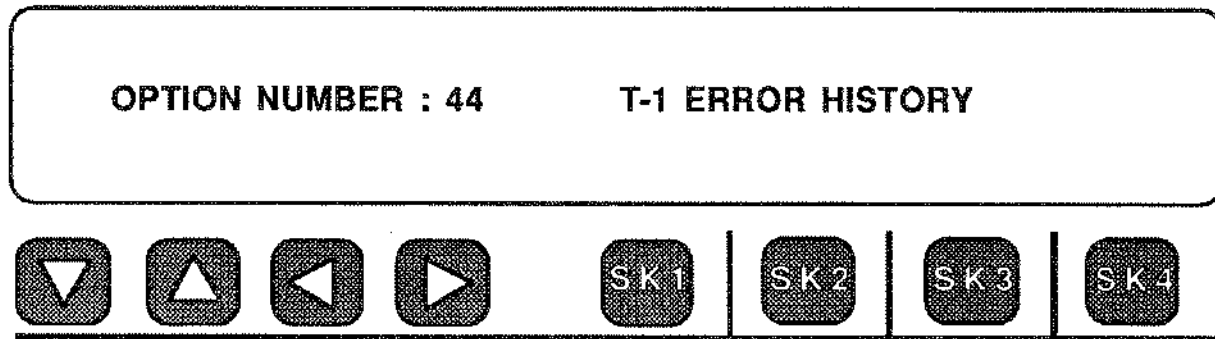 OPTION NUMBER : 44 T-1 ERROR HISTORY
SK1 SK2 SK3 SK4